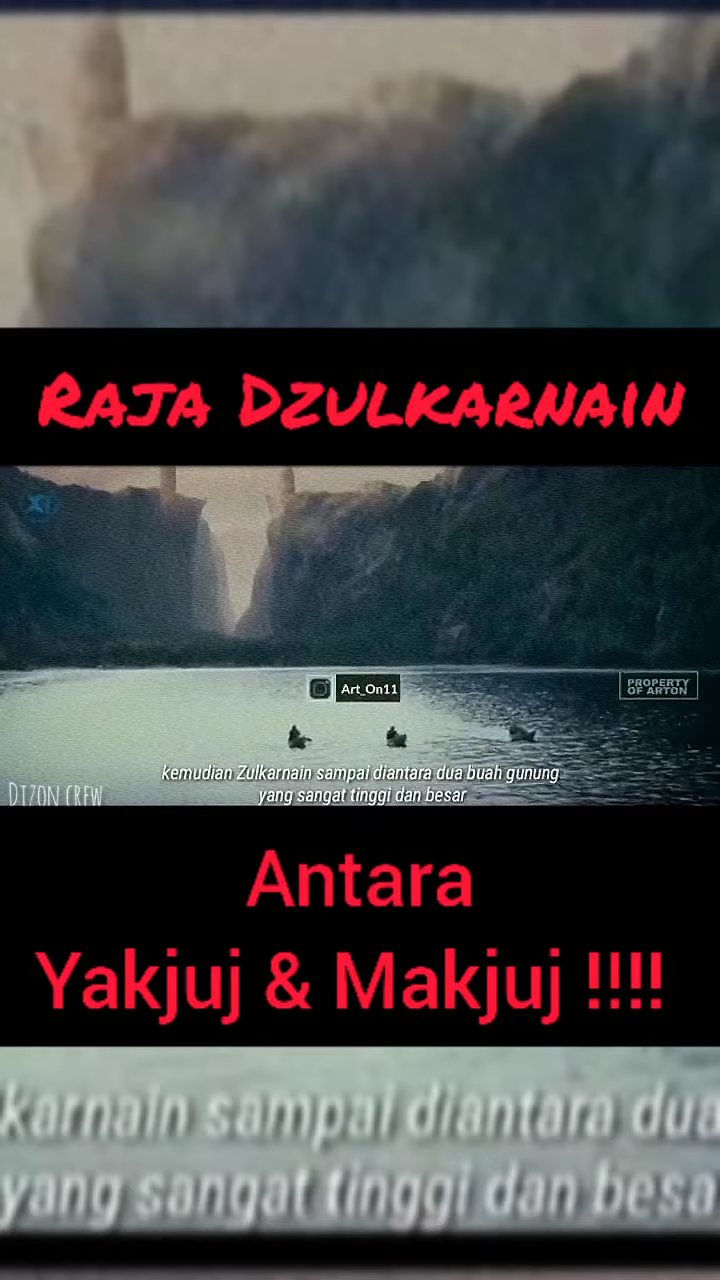 RAJA DZULKARNAIN
Art_On11
PROPERTY
OF ARTON
kemudian Zulkarnain sampai diantara dua buah gunung
yang sangat tinggi dan besar
DIZON CREW
Antara
Yakjuj & Makjuj !!!!
karnain sampai diantara dua
yang sangat tinggi dan besa